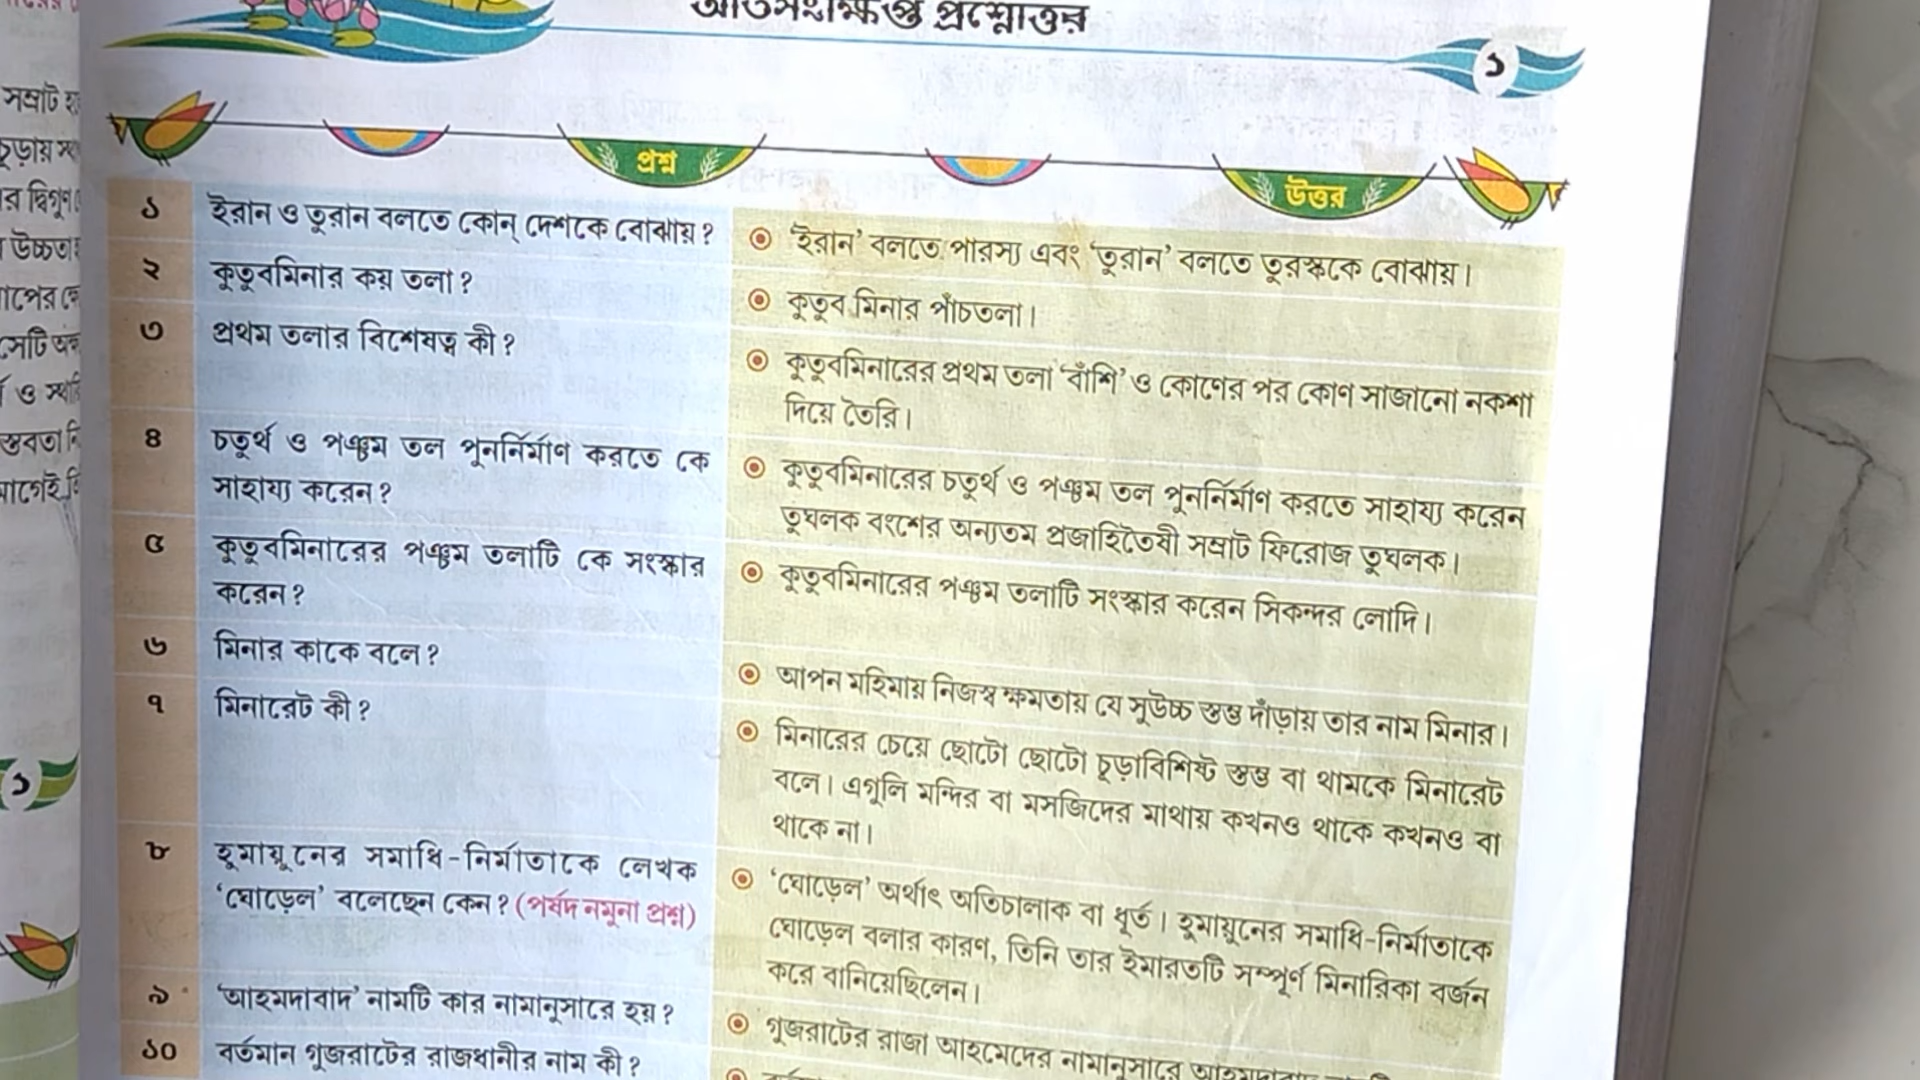 অতিসংক্ষিপ্ত প্রশ্নোত্তর
১
প্রশ্ন
উত্তর
১ ইরান ও তুরান বলতে কোন্ দেশকে বোঝায়?
'ইরান' বলতে পারস্য এবং 'তুরান' বলতে তুরস্ককে বোঝায়।
২ কুতুবমিনার কয় তলা?
কুতুব মিনার পাঁচতলা।
৩ প্রথম তলার বিশেষত্ব কী?
কুতুবমিনারের প্রথম তলা 'বাঁশি' ও কোণের পর কোণ সাজানো নকশা
দিয়ে তৈরি।
৪ চতুর্থ ও পঞ্চম তল পুনর্নির্মাণ করতে কে
সাহায্য করেন?
কুতুবমিনারের চতুর্থ ও পঞ্চম তল পুনর্নির্মাণ করতে সাহায্য করেন
তুঘলক বংশের অন্যতম প্রজাহিতৈষী সম্রাট ফিরোজ তুঘলক।
৫ কুতুবমিনারের পঞ্চম তলাটি কে সংস্কার
করেন?
কুতুবমিনারের পঞ্চম তলাটি সংস্কার করেন সিকন্দর লোদি।
৬ মিনার কাকে বলে?
আপন মহিমায় নিজস্ব ক্ষমতায় যে সুউচ্চ স্তম্ভ দাঁড়ায় তার নাম মিনার।
৭ মিনারেট কী?
মিনারের চেয়ে ছোটো ছোটো চূড়াবিশিষ্ট স্তম্ভ বা থামকে মিনারেট
বলে। এগুলি মন্দির বা মসজিদের মাথায় কখনও থাকে কখনও বা
থাকে না।
৮ হুমায়ুনের সমাধি-নির্মাতাকে লেখক
'ঘোড়েল' বলেছেন কেন? (পর্ষদ নমুনা প্রশ্ন)
'ঘোড়েল' অর্থাৎ অতিচালাক বা ধূর্ত। হুমায়ুনের সমাধি-নির্মাতাকে
ঘোড়েল বলার কারণ, তিনি তার ইমারতটি সম্পূর্ণ মিনারিকা বর্জন
করে বানিয়েছিলেন।
৯ 'আহমদাবাদ' নামটি কার নামানুসারে হয়?
গুজরাটের রাজা আহমেদের নামানুসারে
১০ বর্তমান গুজরাটের রাজধানীর নাম কী?
সম্রাট
চূড়ায়
দ্বিগুণ
উচ্চতা
সেটি
ও
১